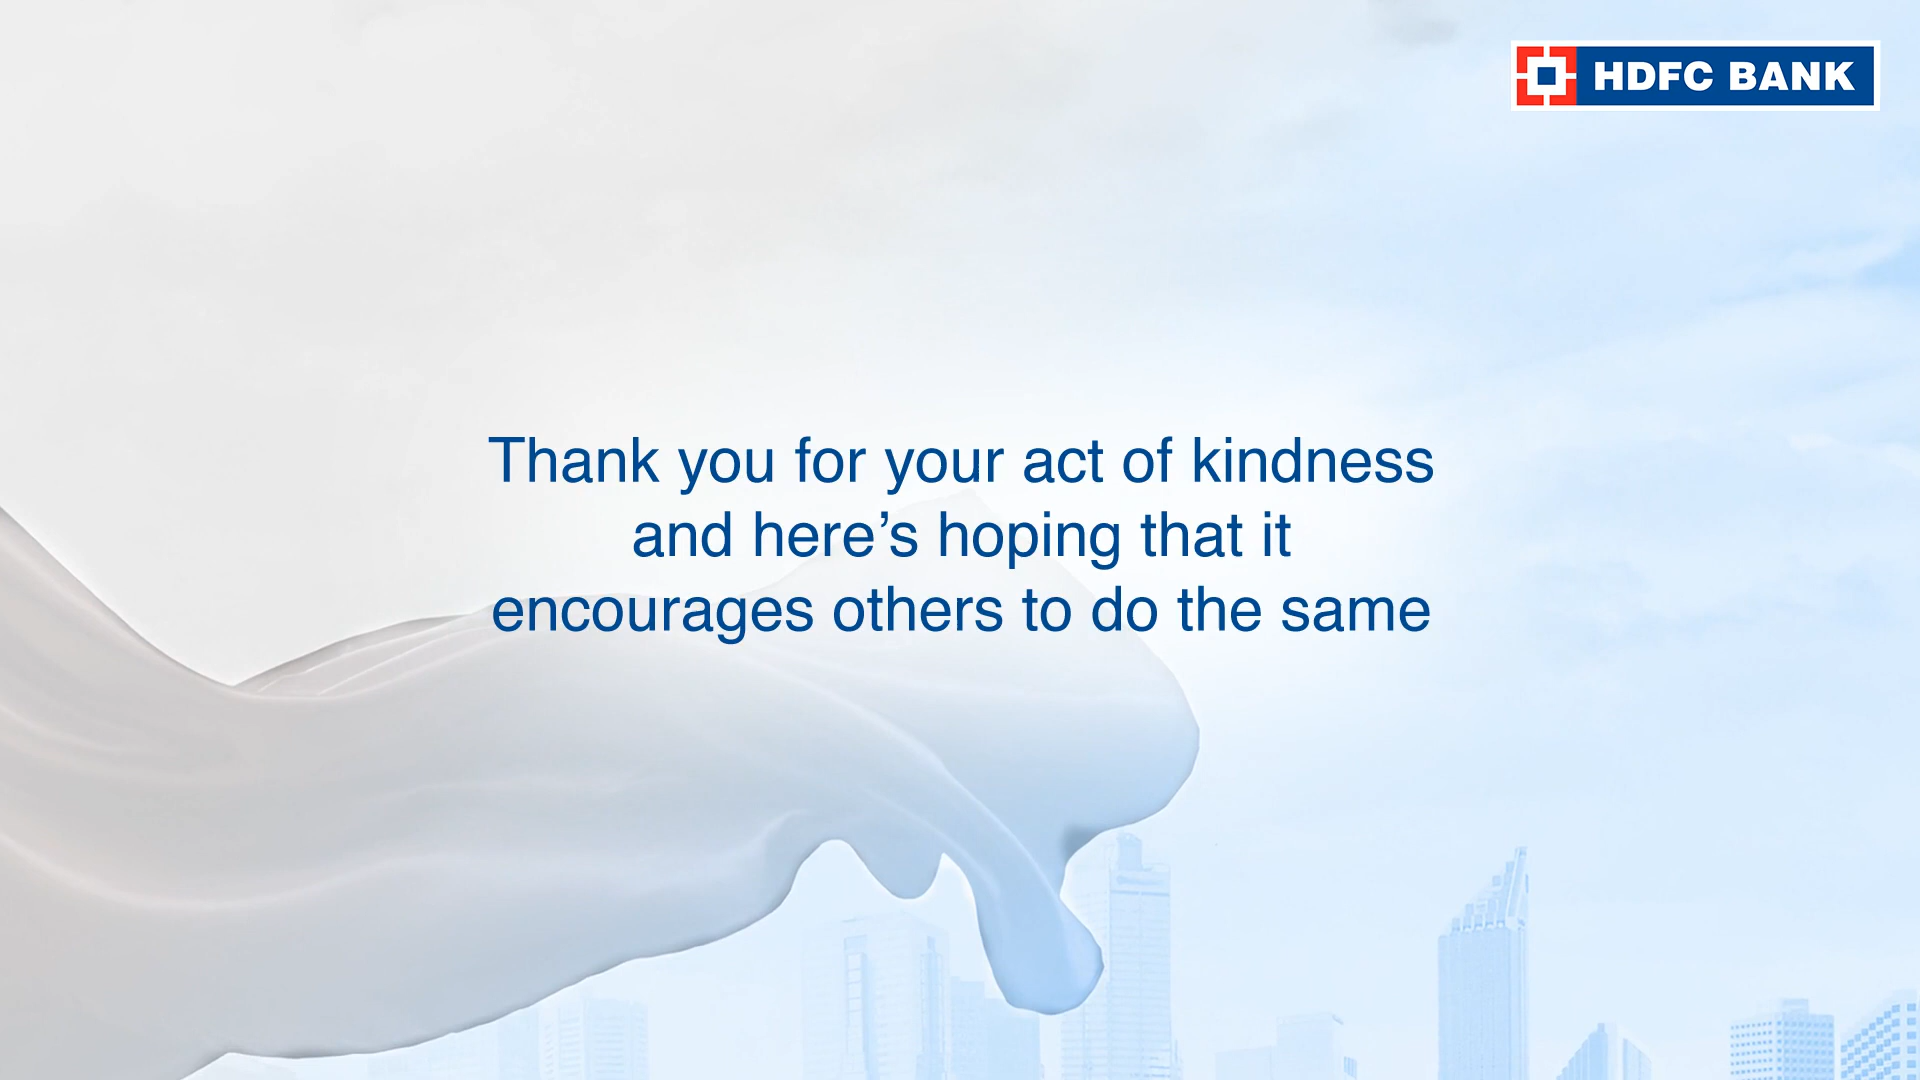 HDFC BANK
Thank you for your act of kindness
and here’s hoping that it
encourages others to do the same